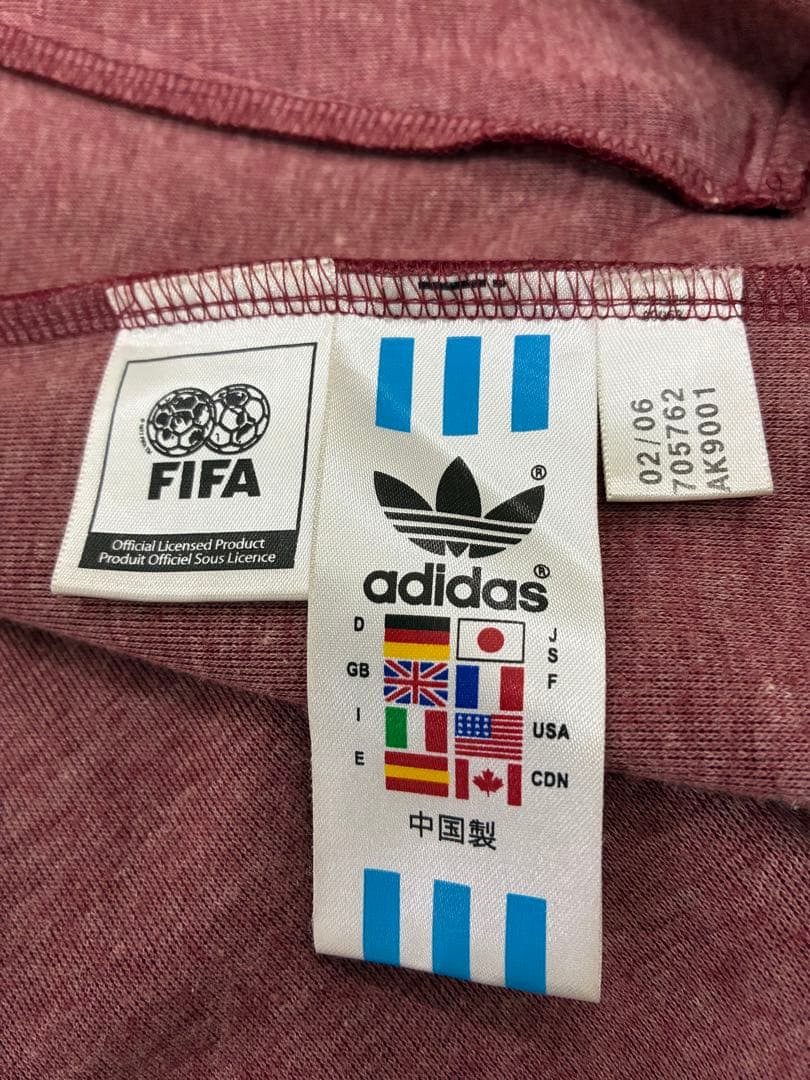 FIFA
Official Licensed Product
Produit Officiel Sous Licence
®
adidas®
D
J
S
GB
F
I
USA
E
CDN
中国製
02/06
705762
AK9001